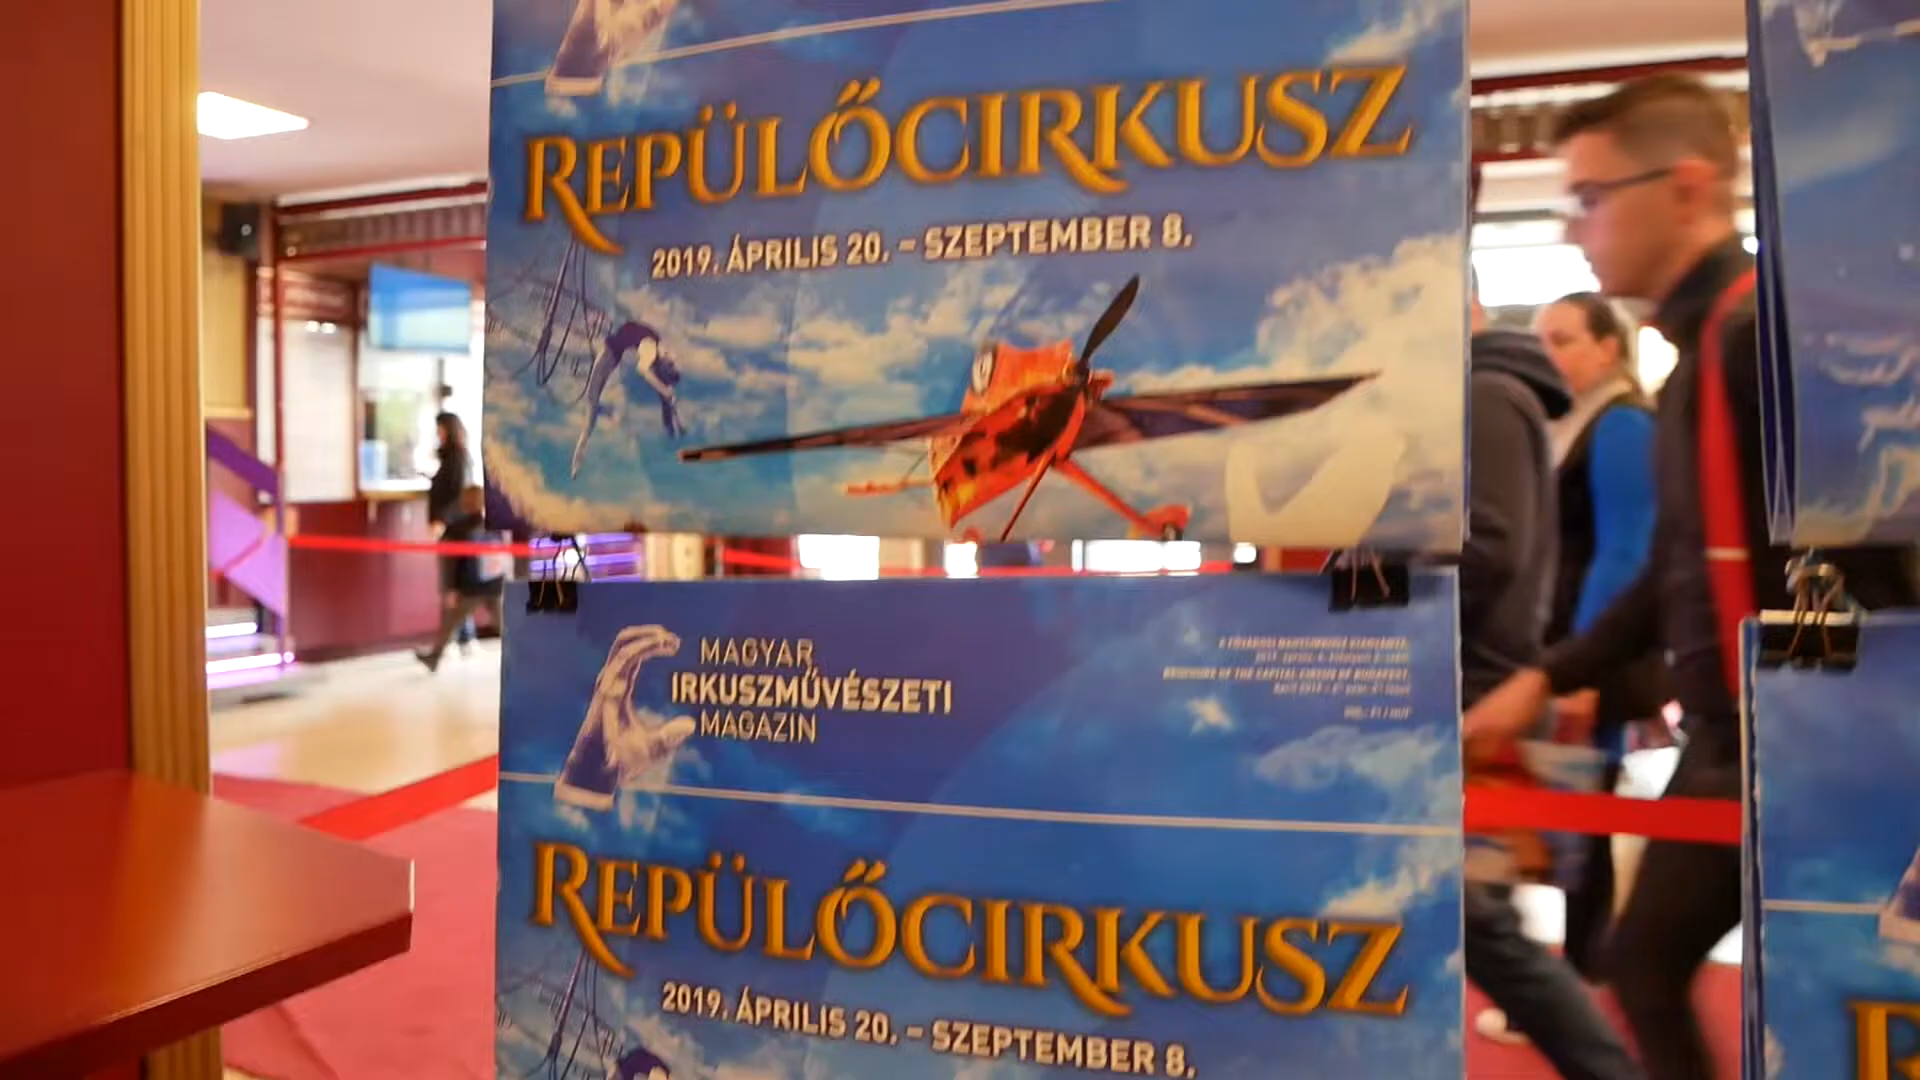 REPÜLŐCIRKUSZ
2019. ÁPRILIS 20. – SZEPTEMBER 8.
MAGYAR
IRKUSZMŰVÉSZETI
MAGAZIN
REPÜLŐCIRKUSZ
2019. ÁPRILIS 20. – SZEPTEMBER 8.
R